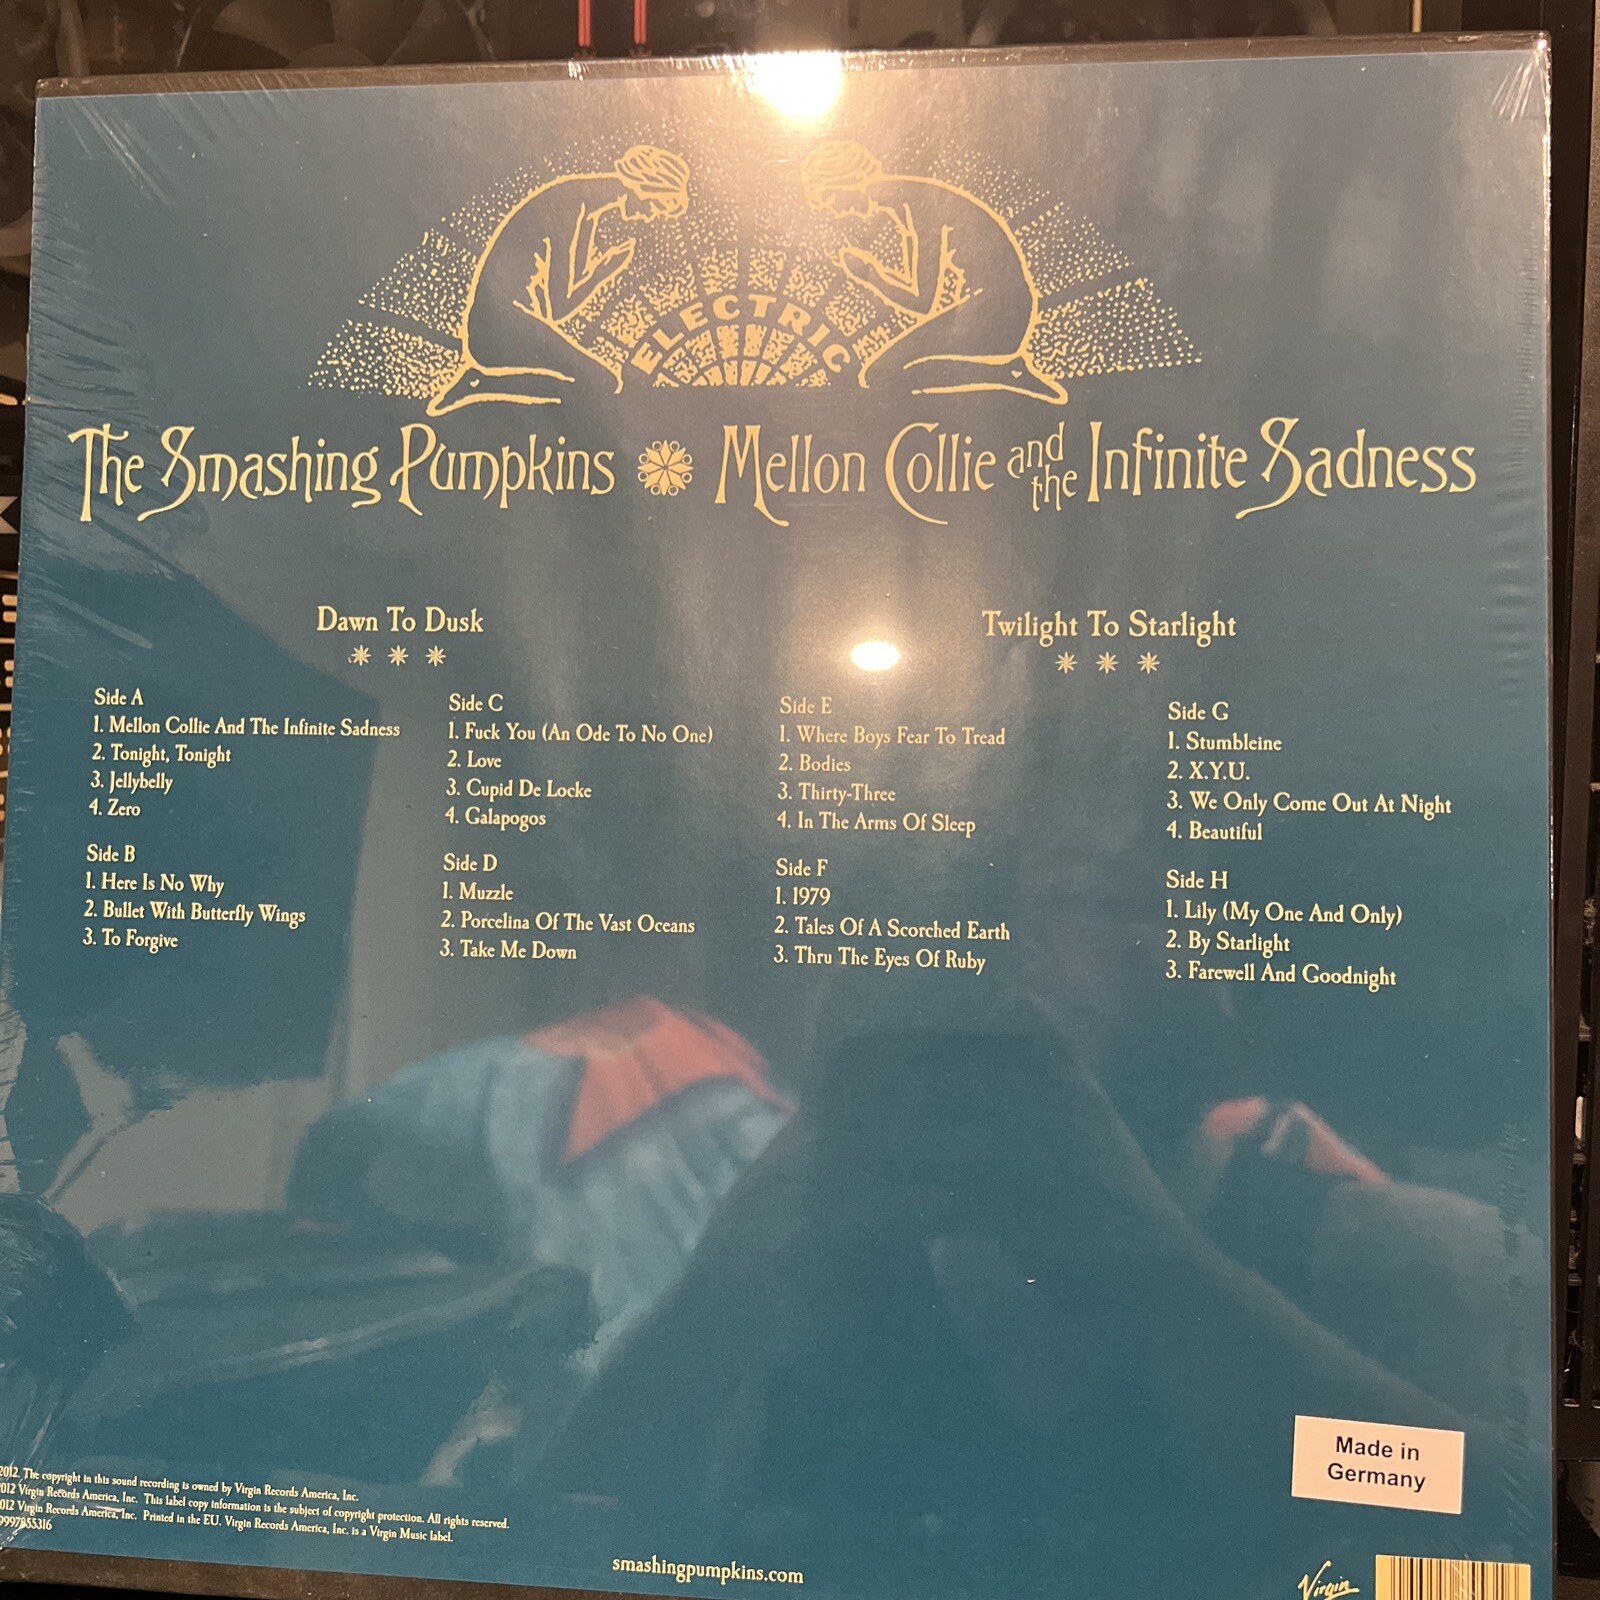 ELECTRIC
The Smashing Pumpkins Mellon Collie and the Infinite Sadness
Dawn To Dusk
Side A
1. Mellon Collie And The Infinite Sadness
2. Tonight, Tonight
3. Jellybelly
4. Zero
Side B
1. Here Is No Why
2. Bullet With Butterfly Wings
3. To Forgive
Side C
1. Fuck You (An Ode To No One)
2. Love
3. Cupid De Locke
4. Galapogos
Side D
1. Muzzle
2. Porcelina Of The Vast Oceans
3. Take Me Down
Twilight To Starlight
Side E
1. Where Boys Fear To Tread
2. Bodies
3. Thirty-Three
4. In The Arms Of Sleep
Side F
1. 1979
2. Tales Of A Scorched Earth
3. Thru The Eyes Of Ruby
Side G
1. Stumbleine
2. X.Y.U.
3. We Only Come Out At Night
4. Beautiful
Side H
1. Lily (My One And Only)
2. By Starlight
3. Farewell And Goodnight
2012. The copyright in this sound recording is owned by Virgin Records America, Inc.
012 Virgin Records America, Inc. This label copy information is the subject of copyright protection. All rights reserved.
012 Virgin Records America, Inc. Printed in the EU. Virgin Records America, Inc. is a Virgin Music label.
9997855316
smashingpumpkins.com
Made in
Germany
Virgin